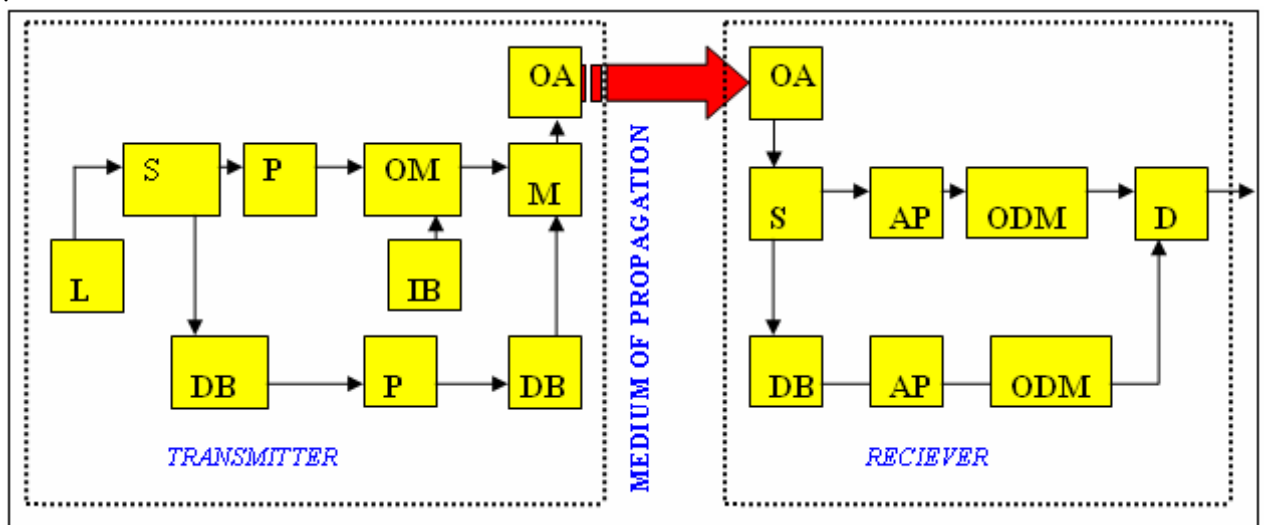 OA
OA
S
P
OM
M
S
AP
ODM
D
L
IB
DB
P
DB
DB
AP
ODM
TRANSMITTER
MEDIUM OF PROPAGATION
RECIEVER